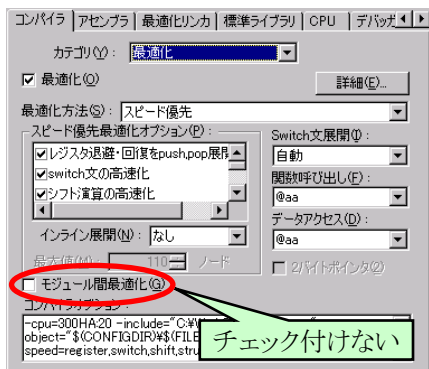 コンパイラ アセンブラ 最適化リンカ 標準ライブラリ CPU デバッガ
カテゴリ(Y): 最適化
最適化(O) 詳細(E)...
最適化方法(S): スピード優先
スピード優先最適化オプション(P):
レジスタ退避・回復をpush,pop展開
switch文の高速化
シフト演算の高速化
インライン展開(N): なし
最大値(M): 110 ノード
Switch文展開(I):
自動
関数呼び出し(F):
@aa
データアクセス(D):
@aa
2バイトポインタ(2)
モジュール間最適化(G)
コンパイラオプション:
-cpu=300HA:20 -include="C:¥W
object="$(CONFIGDIR)¥$(FILE
speed=register,switch,shift,stru
チェック付けない